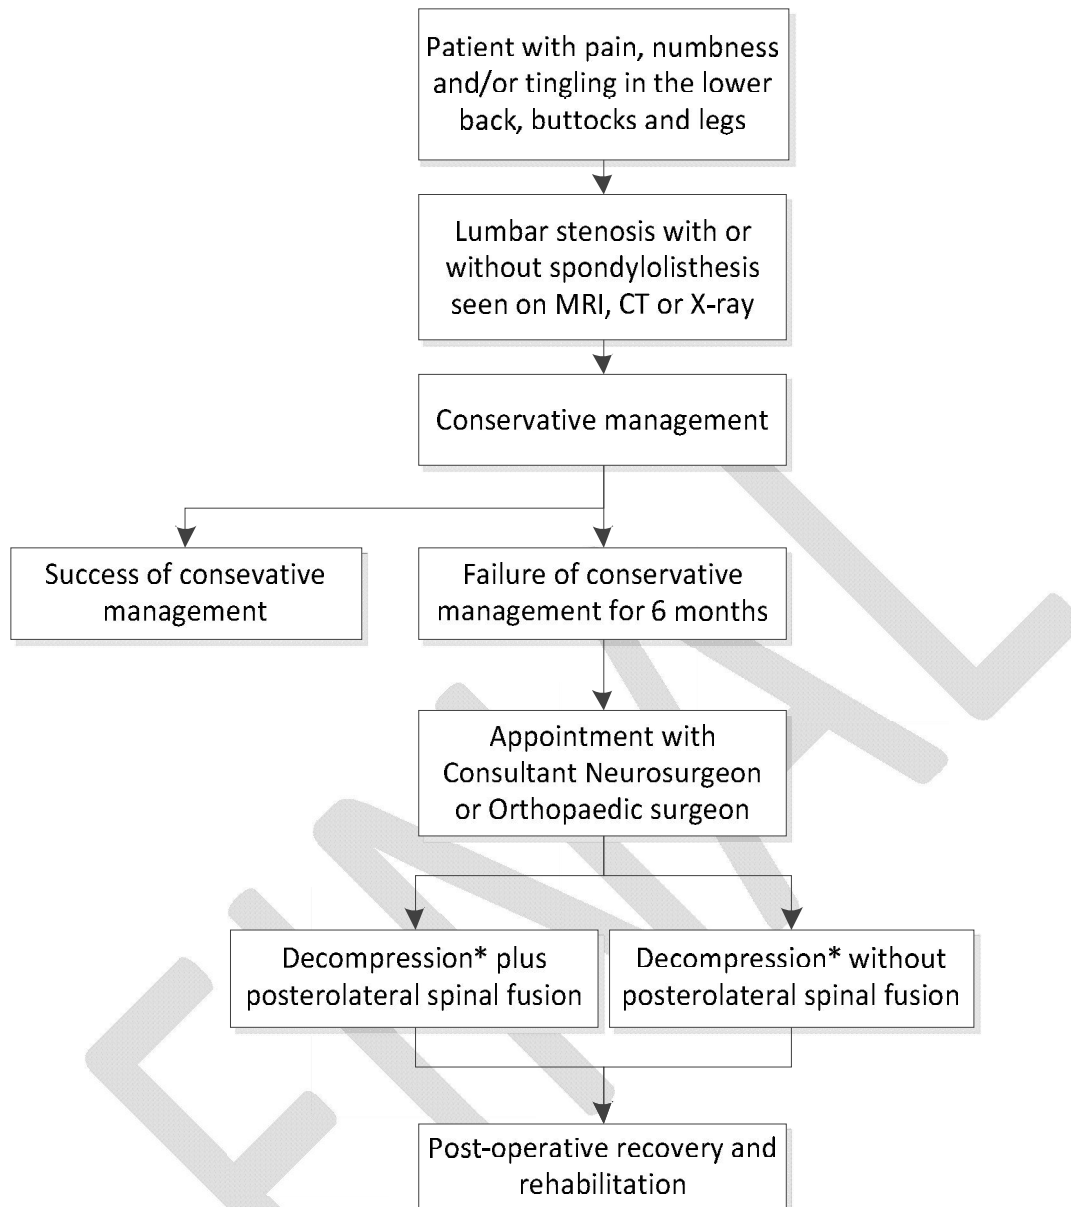 Patient with pain, numbness
and/or tingling in the lower
back, buttocks and legs
Lumbar stenosis with or
without spondylolisthesis
seen on MRI, CT or X-ray
Conservative management
Success of consevative
management
Failure of conservative
management for 6 months
Appointment with
Consultant Neurosurgeon
or Orthopaedic surgeon
Decompression* plus
posterolateral spinal fusion
Decompression* without
posterolateral spinal fusion
Post-operative recovery and
rehabilitation
FINAL